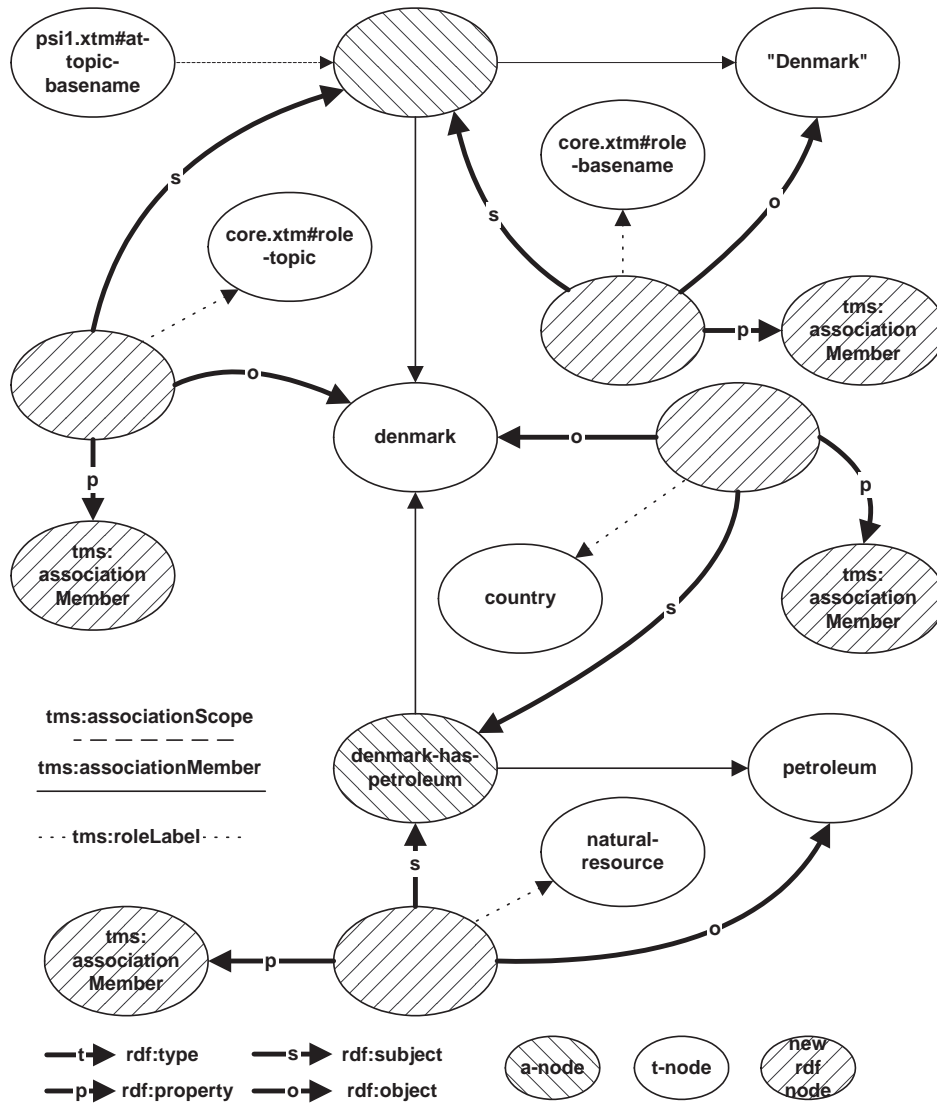 psi1.xtm#at-
topic-
basename
"Denmark"
core.xtm#role
-basename
s
s
o
core.xtm#role
-topic
tms:
association
Member
p
o
denmark
o
p
p
tms:
association
Member
country
tms:
association
Member
s
tms:associationScope
denmark-has-
petroleum
petroleum
tms:associationMember
tms:roleLabel
natural-
resource
s
tms:
association
Member
p
o
t rdf:type
s rdf:subject
p rdf:property
o rdf:object
a-node
t-node
new
rdf
node